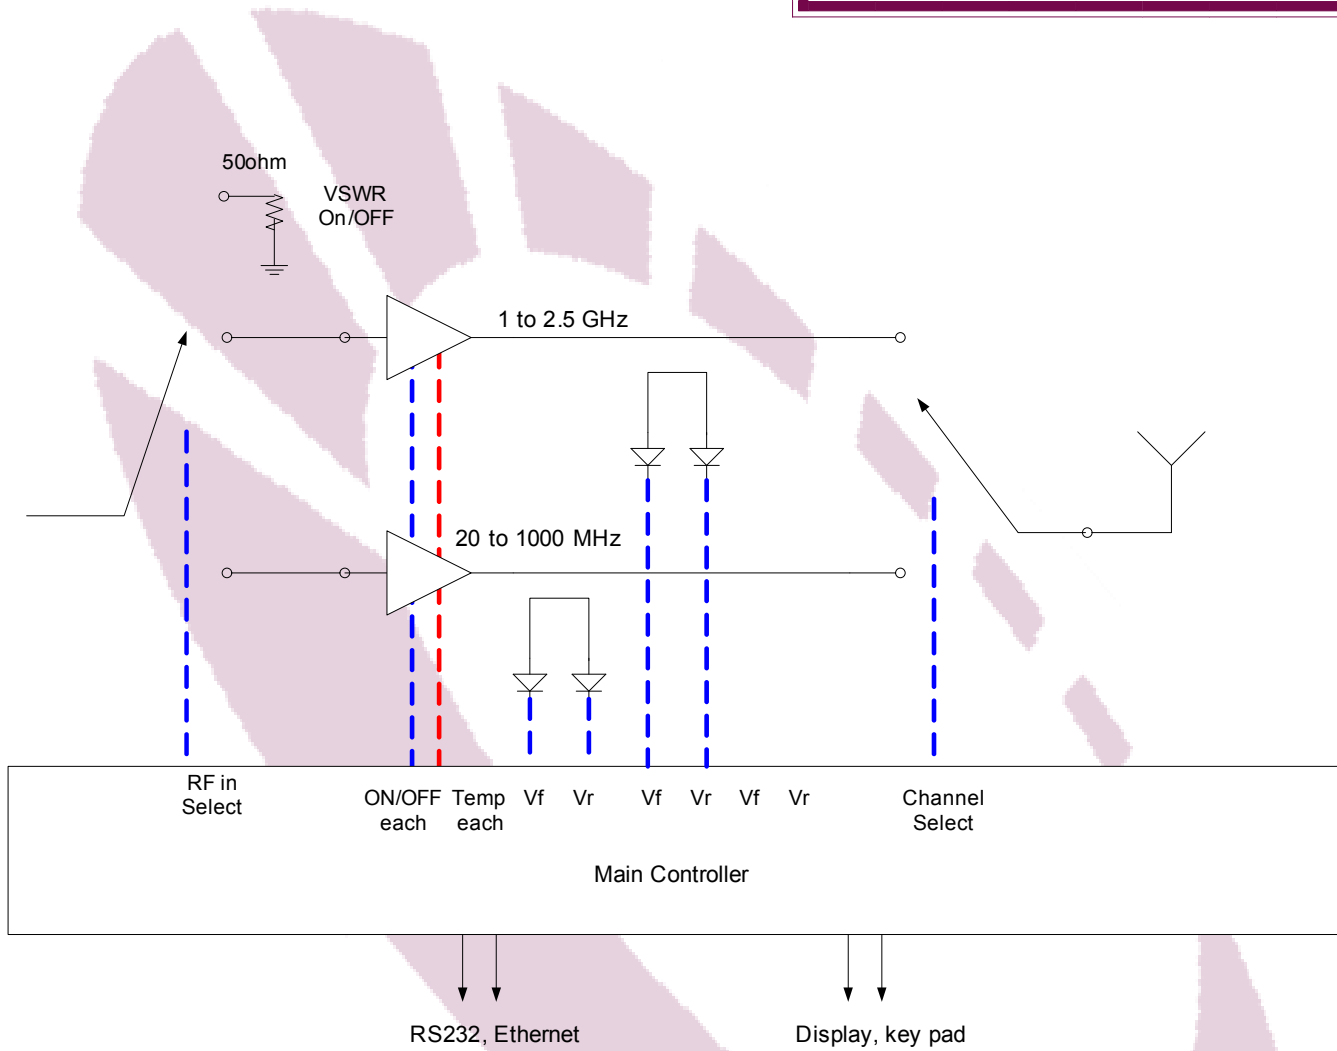 50ohm
VSWR
On/OFF
1 to 2.5 GHz
20 to 1000 MHz
RF in
Select
ON/OFF
each
Temp
each
Vf
Vr
Vf
Vr
Vf
Vr
Channel
Select
Main Controller
RS232, Ethernet
Display, key pad